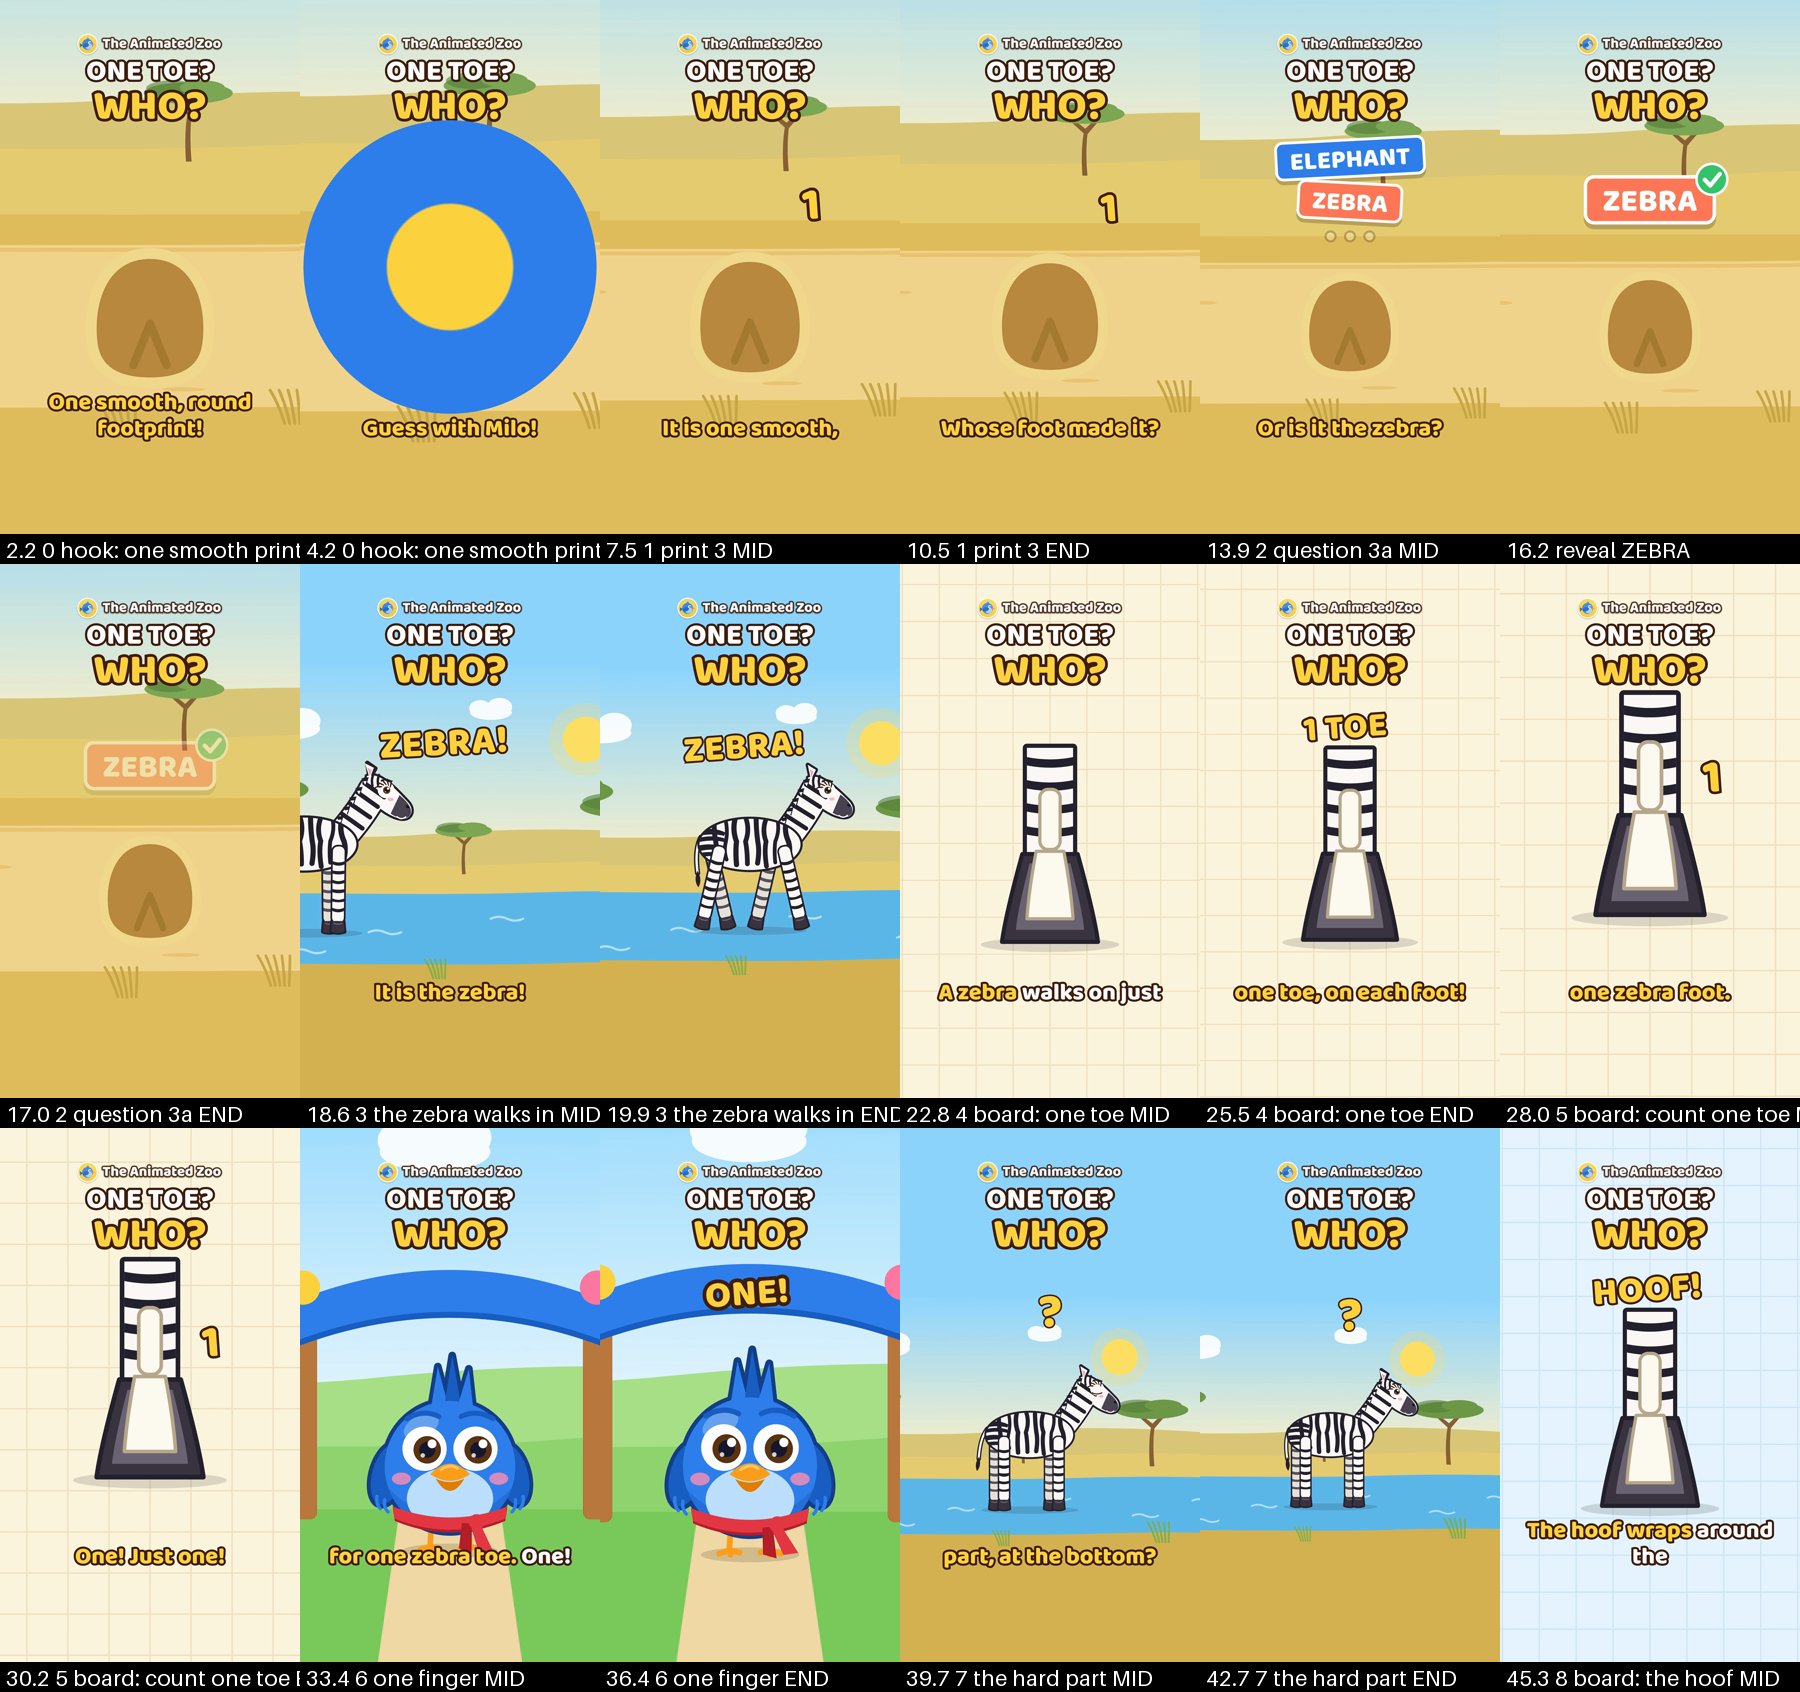 The Animated Zoo
ONE TOE?
WHO?
One smooth, round
footprint!
2.2 0 hook: one smooth print
The Animated Zoo
ONE TOE?
WHO?
Guess with Milo!
4.2 0 hook: one smooth print
The Animated Zoo
ONE TOE?
WHO?
1
It is one smooth,
7.5 1 print 3 MID
The Animated Zoo
ONE TOE?
WHO?
1
Whose foot made it?
10.5 1 print 3 END
The Animated Zoo
ONE TOE?
WHO?
ELEPHANT
ZEBRA
Or is it the zebra?
13.9 2 question 3a MID
The Animated Zoo
ONE TOE?
WHO?
ZEBRA
16.2 reveal ZEBRA
The Animated Zoo
ONE TOE?
WHO?
ZEBRA
17.0 2 question 3a END
The Animated Zoo
ONE TOE?
WHO?
ZEBRA!
It is the zebra!
18.6 3 the zebra walks in MID
The Animated Zoo
ONE TOE?
WHO?
ZEBRA!
19.9 3 the zebra walks in END
The Animated Zoo
ONE TOE?
WHO?
A zebra walks on just
22.8 4 board: one toe MID
The Animated Zoo
ONE TOE?
WHO?
1 TOE
one toe, on each foot!
25.5 4 board: one toe END
The Animated Zoo
ONE TOE?
WHO?
1
one zebra foot.
28.0 5 board: count one toe
The Animated Zoo
ONE TOE?
WHO?
1
One! Just one!
30.2 5 board: count one toe
The Animated Zoo
ONE TOE?
WHO?
for one zebra toe. One!
33.4 6 one finger MID
The Animated Zoo
ONE TOE?
WHO?
ONE!
36.4 6 one finger END
The Animated Zoo
ONE TOE?
WHO?
?
part, at the bottom?
39.7 7 the hard part MID
The Animated Zoo
ONE TOE?
WHO?
?
42.7 7 the hard part END
The Animated Zoo
ONE TOE?
WHO?
HOOF!
The hoof wraps around
the
45.3 8 board: the hoof MID